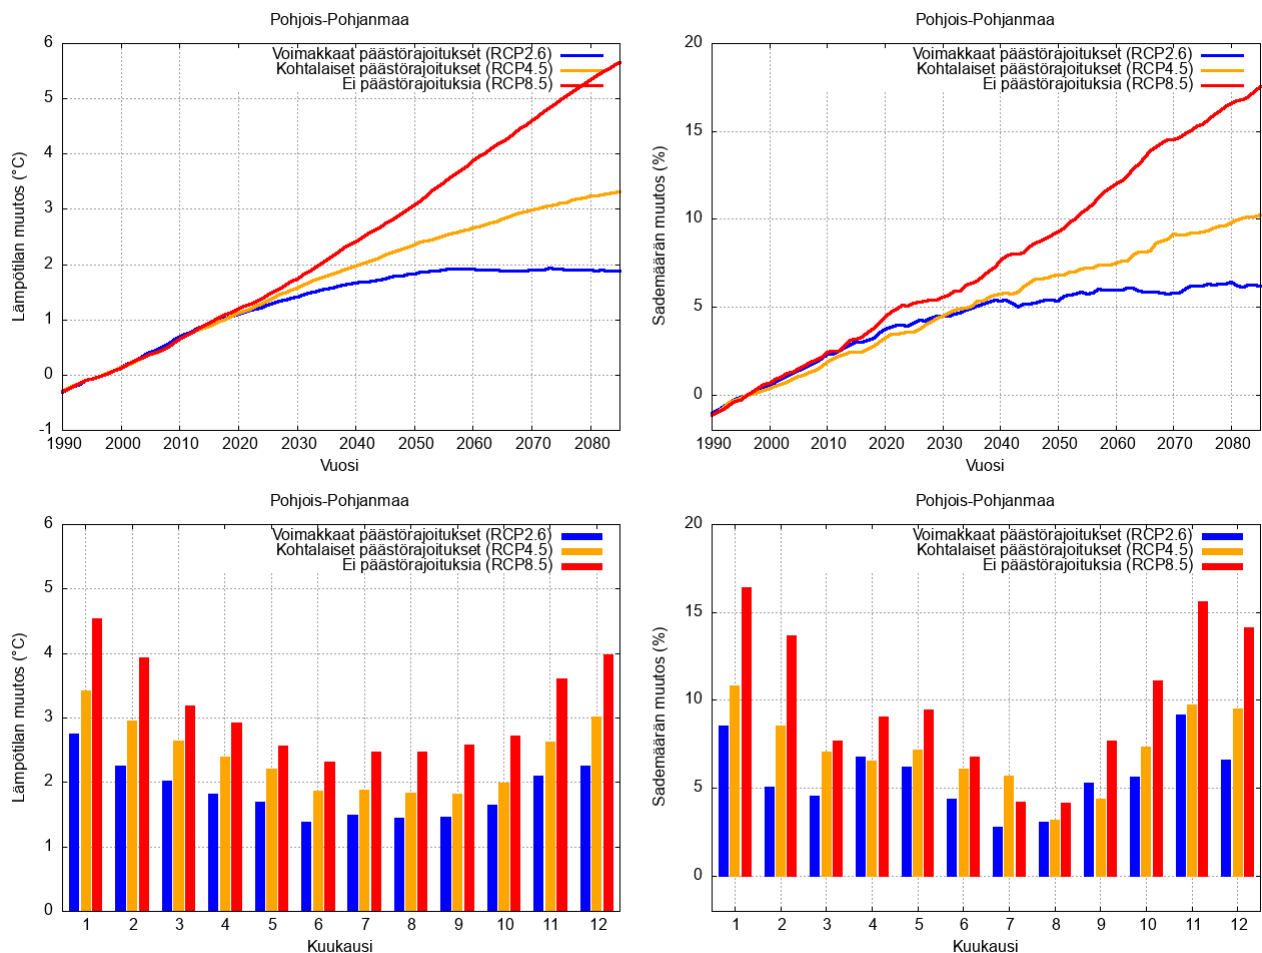 Pohjois-Pohjanmaa
Voimakkaat päästörajoitukset (RCP2.6)
Kohtalaiset päästörajoitukset (RCP4.5)
Ei päästörajoituksia (RCP8.5)
Lämpötilan muutos (°C)
6
5
4
3
2
1
0
-1
1990 2000 2010 2020 2030 2040 2050 2060 2070 2080
Vuosi
Pohjois-Pohjanmaa
Voimakkaat päästörajoitukset (RCP2.6)
Kohtalaiset päästörajoitukset (RCP4.5)
Ei päästörajoituksia (RCP8.5)
Sademäärän muutos (%)
20
15
10
5
0
1990 2000 2010 2020 2030 2040 2050 2060 2070 2080
Vuosi
Pohjois-Pohjanmaa
Voimakkaat päästörajoitukset (RCP2.6)
Kohtalaiset päästörajoitukset (RCP4.5)
Ei päästörajoituksia (RCP8.5)
Lämpötilan muutos (°C)
6
5
4
3
2
1
0
1 2 3 4 5 6 7 8 9 10 11 12
Kuukausi
Pohjois-Pohjanmaa
Voimakkaat päästörajoitukset (RCP2.6)
Kohtalaiset päästörajoitukset (RCP4.5)
Ei päästörajoituksia (RCP8.5)
Sademäärän muutos (%)
20
15
10
5
0
1 2 3 4 5 6 7 8 9 10 11 12
Kuukausi